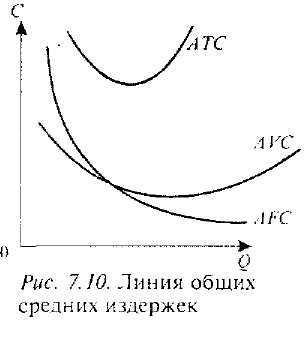 C
ATC
AVC
AFC
0
Q
Рис. 7.10. Линия общих
средних издержек